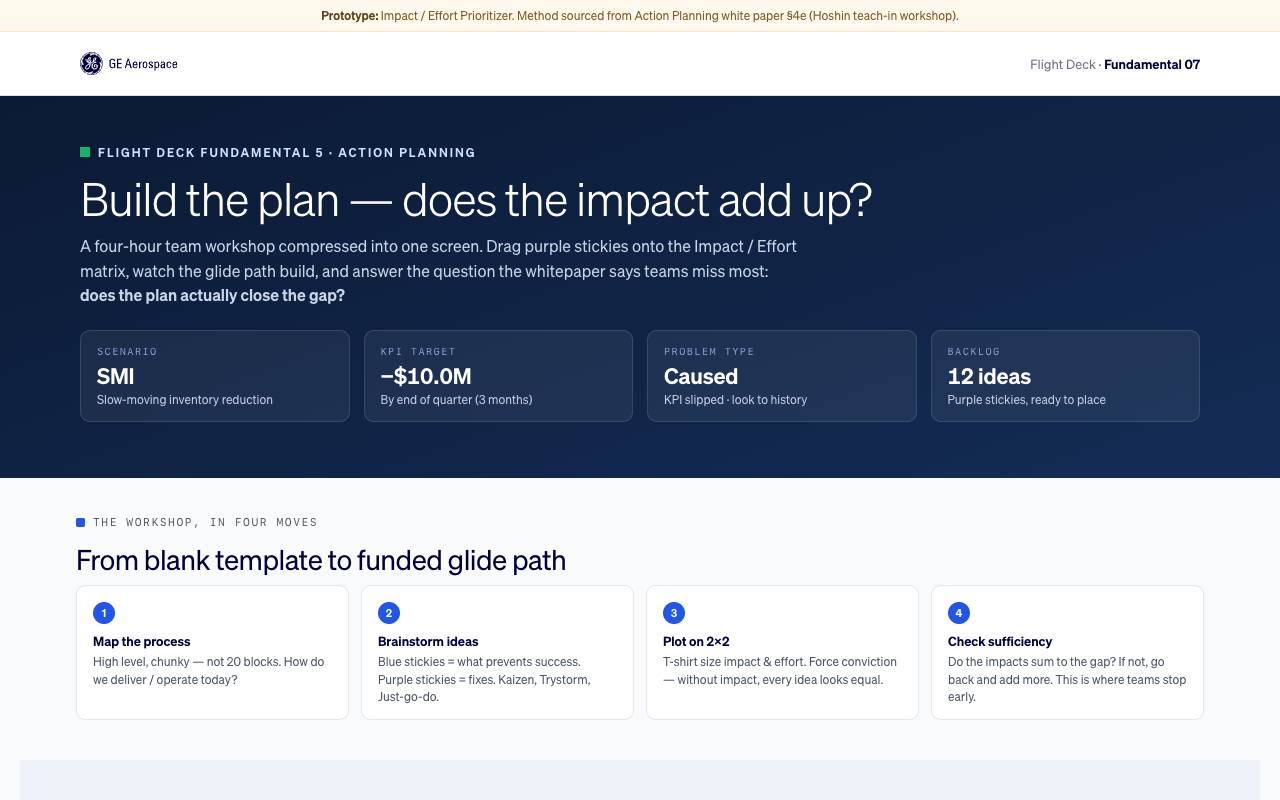 Prototype: Impact / Effort Prioritizer. Method sourced from Action Planning white paper §4e (Hoshin teach-in workshop).
GE Aerospace
Flight Deck · Fundamental 07
FLIGHT DECK FUNDAMENTAL 5 · ACTION PLANNING
Build the plan — does the impact add up?
A four-hour team workshop compressed into one screen. Drag purple stickies onto the Impact / Effort
matrix, watch the glide path build, and answer the question the whitepaper says teams miss most:
does the plan actually close the gap?
SCENARIO
SMI
Slow-moving inventory reduction
KPI TARGET
−$10.0M
By end of quarter (3 months)
PROBLEM TYPE
Caused
KPI slipped · look to history
BACKLOG
12 ideas
Purple stickies, ready to place
THE WORKSHOP, IN FOUR MOVES
From blank template to funded glide path
1
Map the process
High level, chunky — not 20 blocks. How do
we deliver / operate today?
2
Brainstorm ideas
Blue stickies = what prevents success.
Purple stickies = fixes. Kaizen, Trystorm,
Just-go-do.
3
Plot on 2×2
T-shirt size impact & effort. Force conviction
— without impact, every idea looks equal.
4
Check sufficiency
Do the impacts sum to the gap? If not, go
back and add more. This is where teams stop
early.